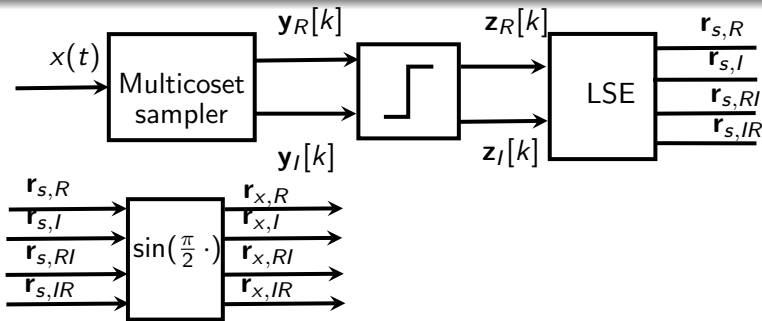 x(t)
Multicoset
sampler
y_R[k]
y_I[k]
z_R[k]
z_I[k]
LSE
r_{s,R}
r_{s,I}
r_{s,RI}
r_{s,IR}
r_{s,R}
r_{s,I}
r_{s,RI}
r_{s,IR}
sin(π/2 ·)
r_{x,R}
r_{x,I}
r_{x,RI}
r_{x,IR}